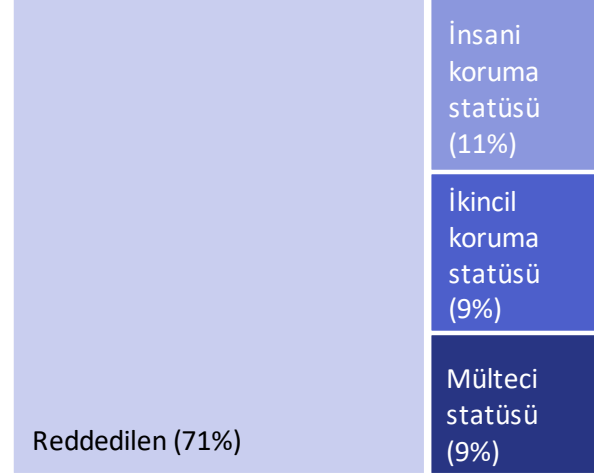 İnsani
koruma
statüsü
(11%)
İkincil
koruma
statüsü
(9%)
Mülteci
statüsü
(9%)
Reddedilen (71%)